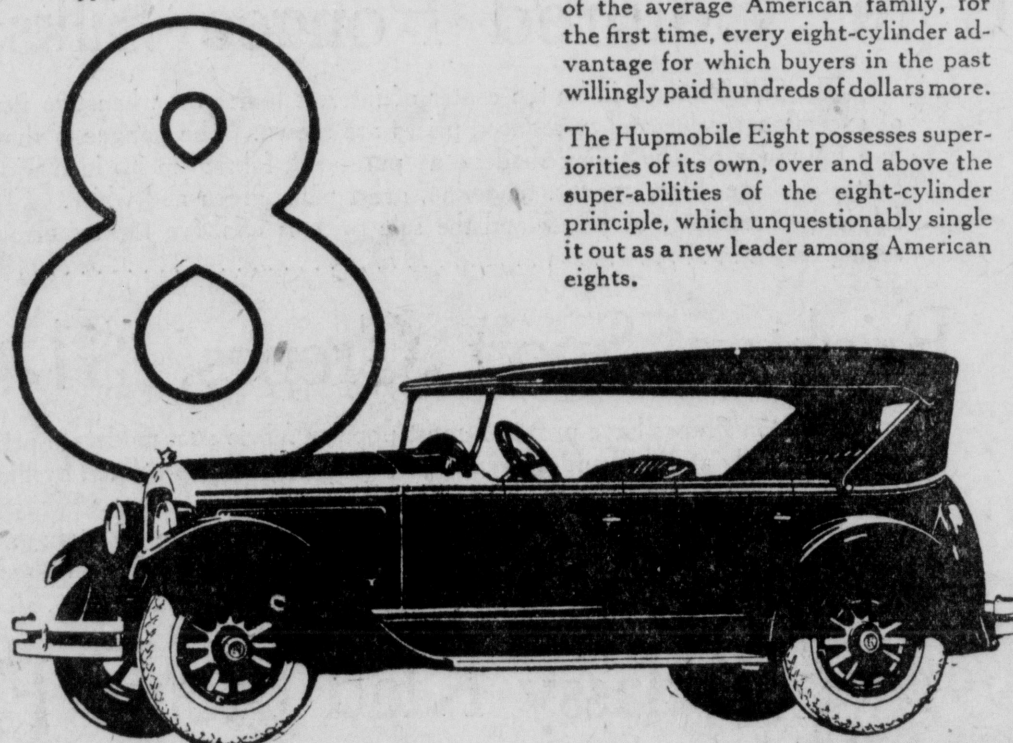 8
of the average American family, for
the first time, every eight-cylinder ad-
vantage for which buyers in the past
willingly paid hundreds of dollars more.
The Hupmobile Eight possesses super-
iorities of its own, over and above the
super-abilities of the eight-cylinder
principle, which unquestionably single
it out as a new leader among American
eights.